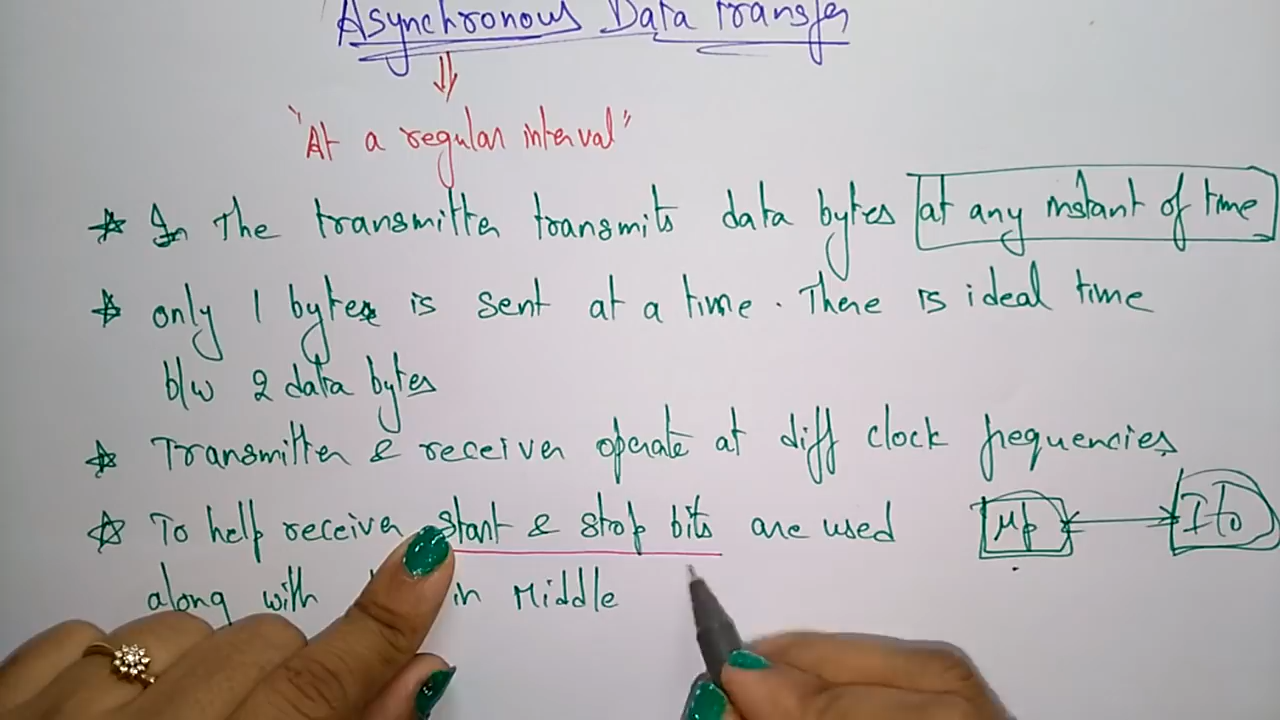 Asynchronous Data transfer
"At a regular interval"
In The transmitter transmits data bytes at any instant of time
only 1 byte is sent at a time. There is ideal time
b/w 2 data bytes
Transmitter & receiver operate at diff clock frequencies
To help receiver start & stop bits are used
along with in Middle
μp I/o